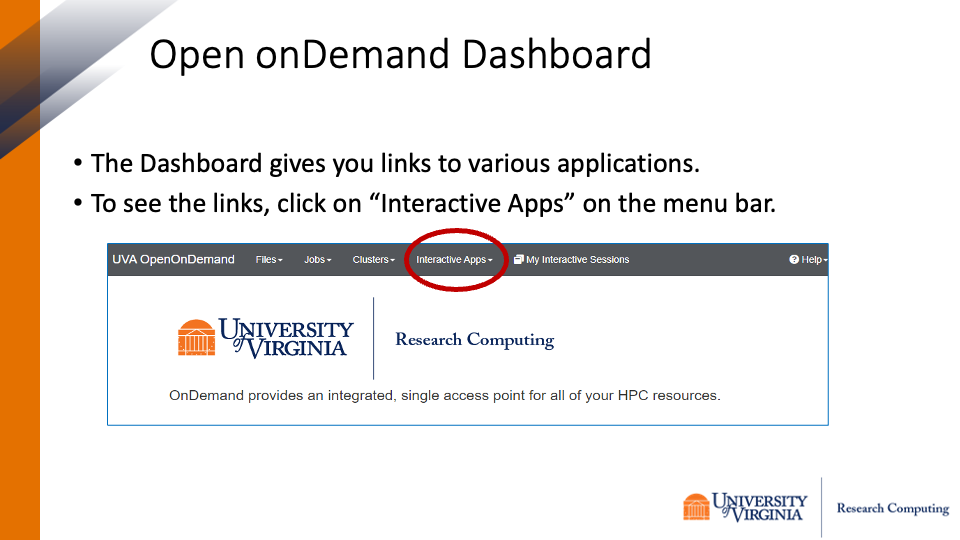 Open onDemand Dashboard
• The Dashboard gives you links to various applications.
• To see the links, click on “Interactive Apps” on the menu bar.
UVA OpenOnDemand Files Jobs Clusters Interactive Apps My Interactive Sessions Help
UNIVERSITY
of VIRGINIA
Research Computing
OnDemand provides an integrated, single access point for all of your HPC resources.
UNIVERSITY
of VIRGINIA
Research Computing